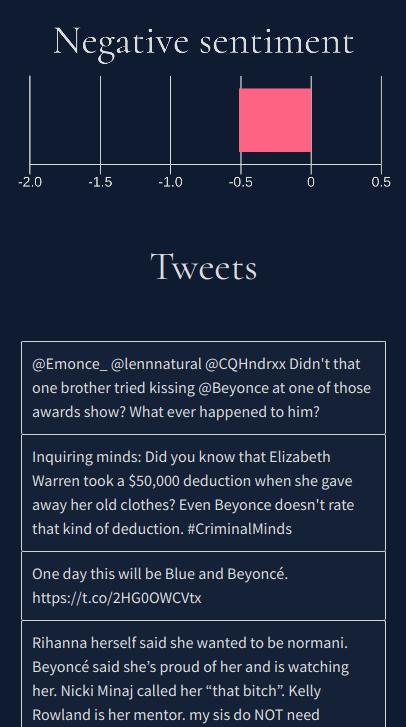 Negative sentiment
-2.0 -1.5 -1.0 -0.5 0 0.5
Tweets
@Emonce_ @lennnatural @CQHndrxx Didn't that
one brother tried kissing @Beyonce at one of those
awards show? What ever happened to him?
Inquiring minds: Did you know that Elizabeth
Warren took a $50,000 deduction when she gave
away her old clothes? Even Beyonce doesn't rate
that kind of deduction. #CriminalMinds
One day this will be Blue and Beyoncé.
https://t.co/2HG0OWCVtx
Rihanna herself said she wanted to be normani.
Beyoncé said she’s proud of her and is watching
her. Nicki Minaj called her “that bitch”. Kelly
Rowland is her mentor. my sis do NOT need